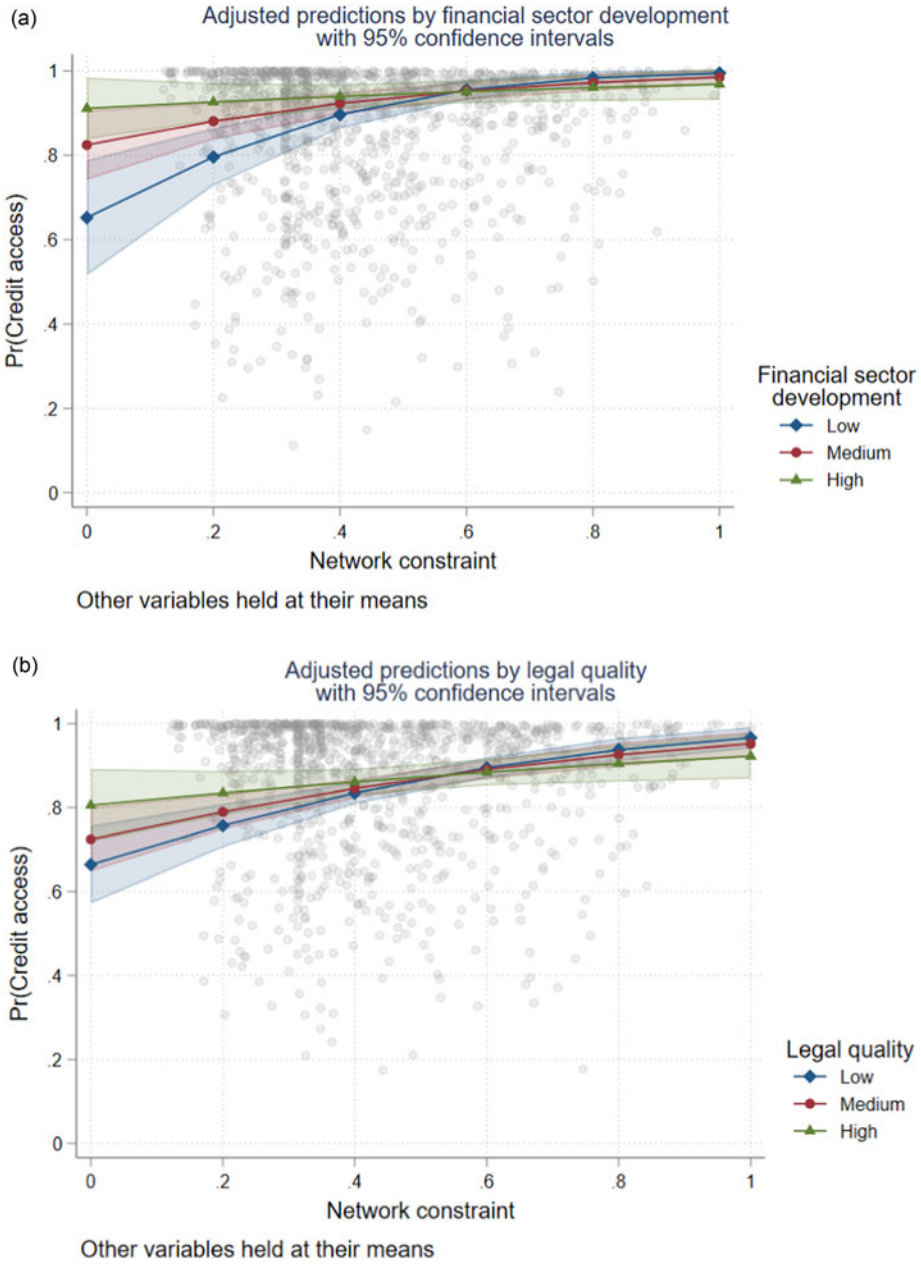 (a)
Adjusted predictions by financial sector development
with 95% confidence intervals
Pr(Credit access)
1
.8
.6
.4
.2
0
0 .2 .4 .6 .8 1
Network constraint
Financial sector
development
Low
Medium
High
Other variables held at their means
(b)
Adjusted predictions by legal quality
with 95% confidence intervals
Pr(Credit access)
1
.8
.6
.4
.2
0
0 .2 .4 .6 .8 1
Network constraint
Legal quality
Low
Medium
High
Other variables held at their means